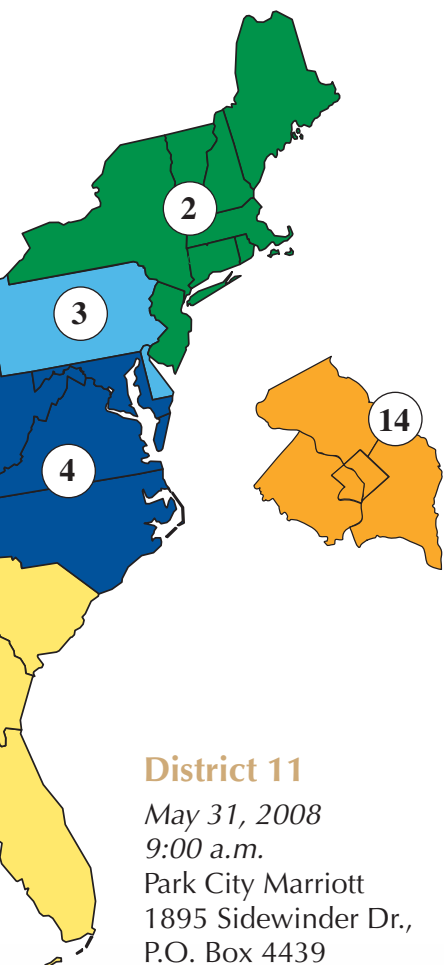 2
3
14
4
District 11
May 31, 2008
9:00 a.m.
Park City Marriott
1895 Sidewinder Dr.,
P.O. Box 4439